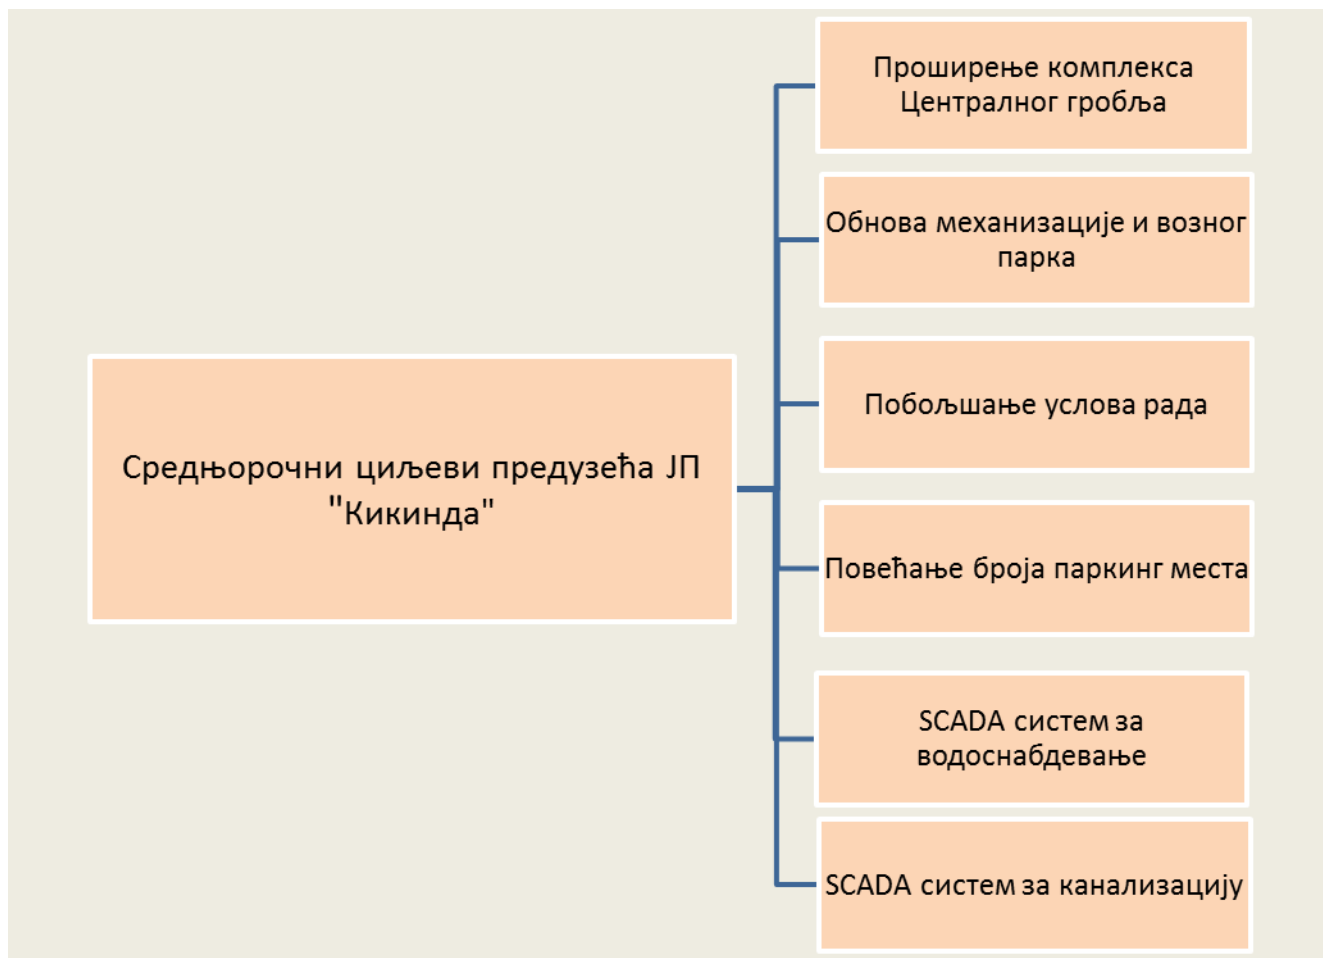 Средњорочни циљеви предузећа ЈП
"Кикинда"
Проширење комплекса
Централног гробља
Обнова механизације и возног
парка
Побољшање услова рада
Повећање броја паркинг места
SCADA систем за
водоснабдевање
SCADA систем за канализацију